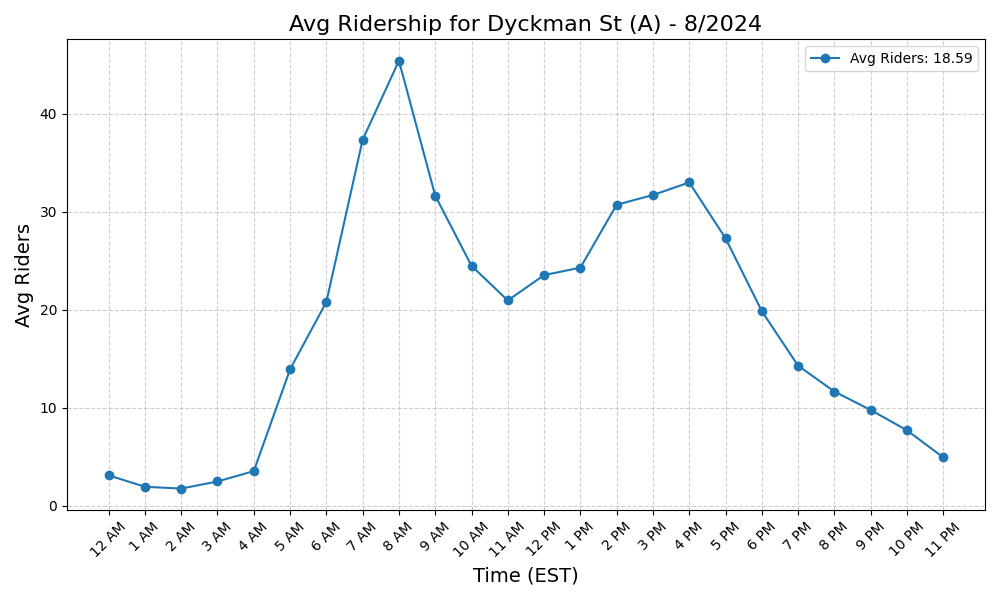 Avg Ridership for Dyckman St (A) - 8/2024
Avg Riders: 18.59
Avg Riders
40
30
20
10
0
12 AM
1 AM
2 AM
3 AM
4 AM
5 AM
6 AM
7 AM
8 AM
9 AM
10 AM
11 AM
12 PM
1 PM
2 PM
3 PM
4 PM
5 PM
6 PM
7 PM
8 PM
9 PM
10 PM
11 PM
Time (EST)